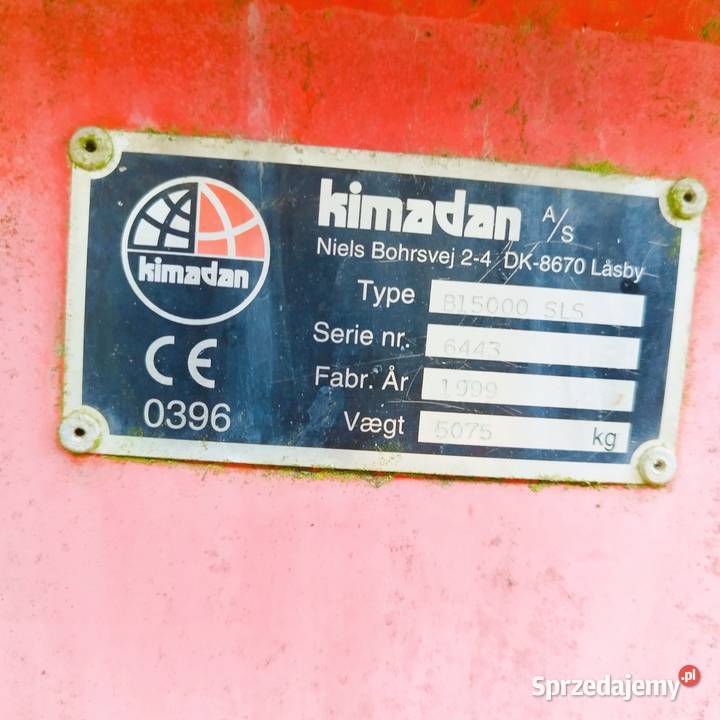 kimadan A/S
Niels Bohrsvej 2-4 DK-8670 Låsby
kimadan
Type B15000 SLS
Serie nr. 6443
Fabr. År 1999
Vægt 5075 kg
CE
0396
Sprzedajemy.pl